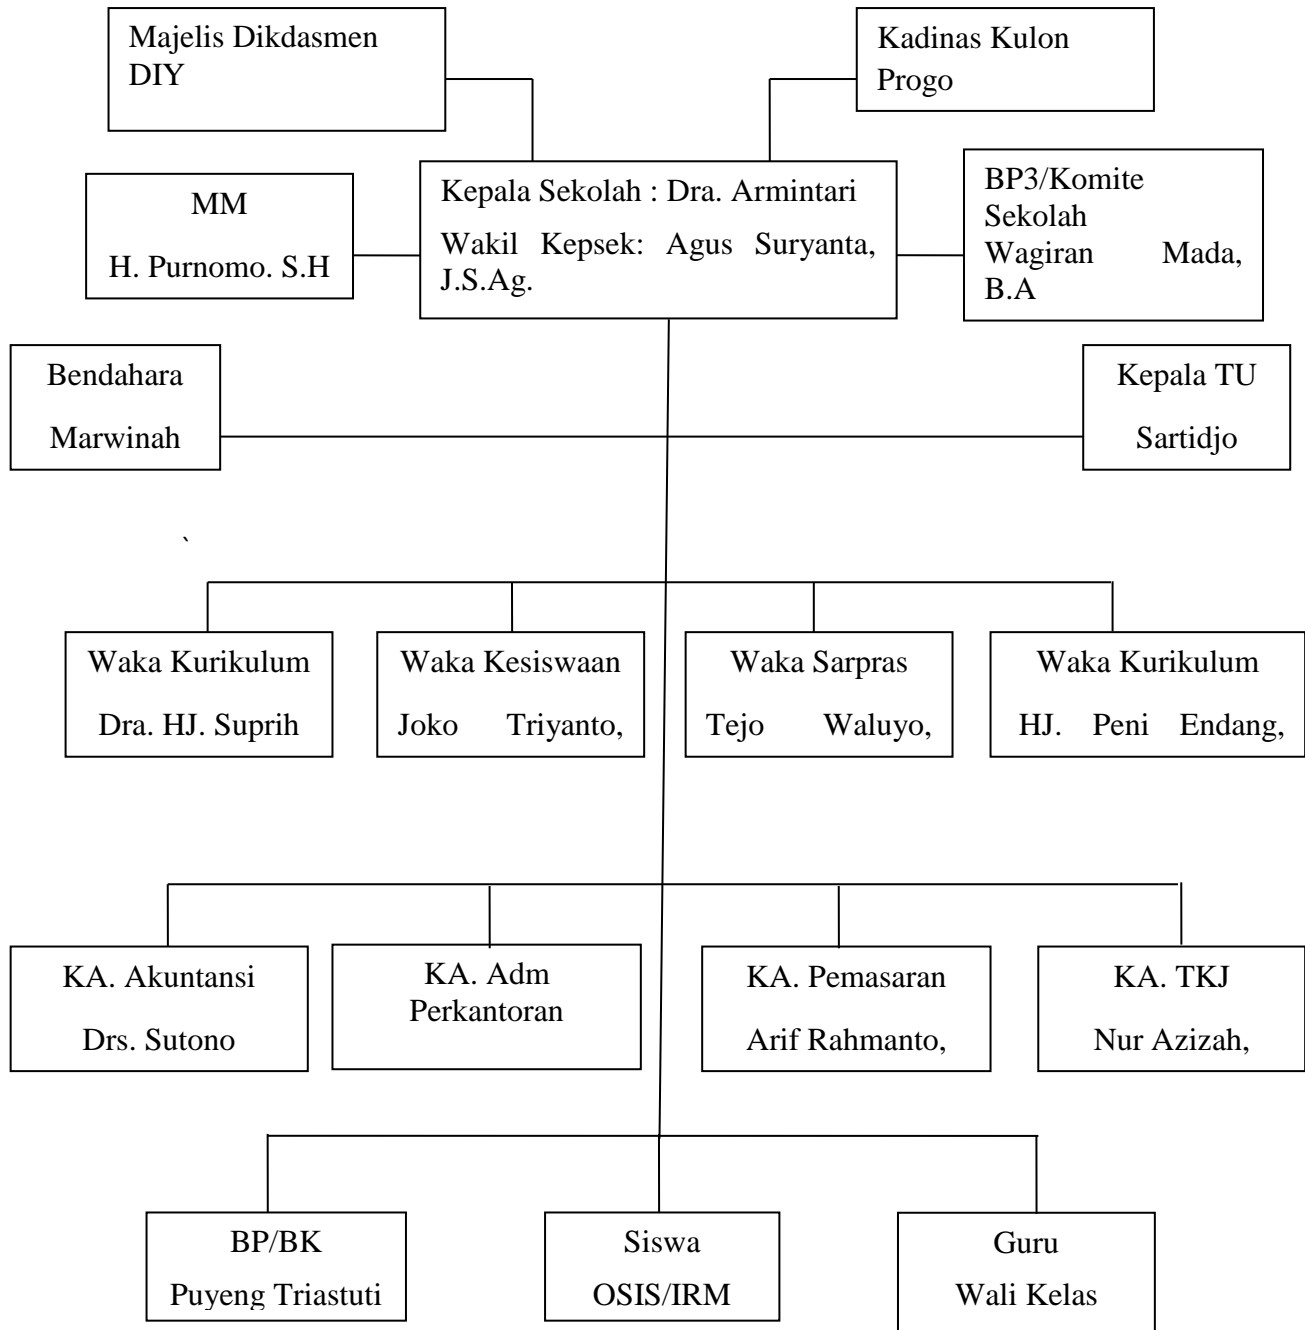 Majelis Dikdasmen
DIY
Kadinas Kulon
Progo
MM
H. Purnomo. S.H
Kepala Sekolah : Dra. Armintari
Wakil Kepsek: Agus Suryanta,
J.S.Ag.
BP3/Komite
Sekolah
Wagiran Mada,
B.A
Bendahara
Marwinah
Kepala TU
Sartidjo
`
Waka Kurikulum
Dra. HJ. Suprih
Waka Kesiswaan
Joko Triyanto,
Waka Sarpras
Tejo Waluyo,
Waka Kurikulum
HJ. Peni Endang,
KA. Akuntansi
Drs. Sutono
KA. Adm
Perkantoran
KA. Pemasaran
Arif Rahmanto,
KA. TKJ
Nur Azizah,
BP/BK
Puyeng Triastuti
Siswa
OSIS/IRM
Guru
Wali Kelas